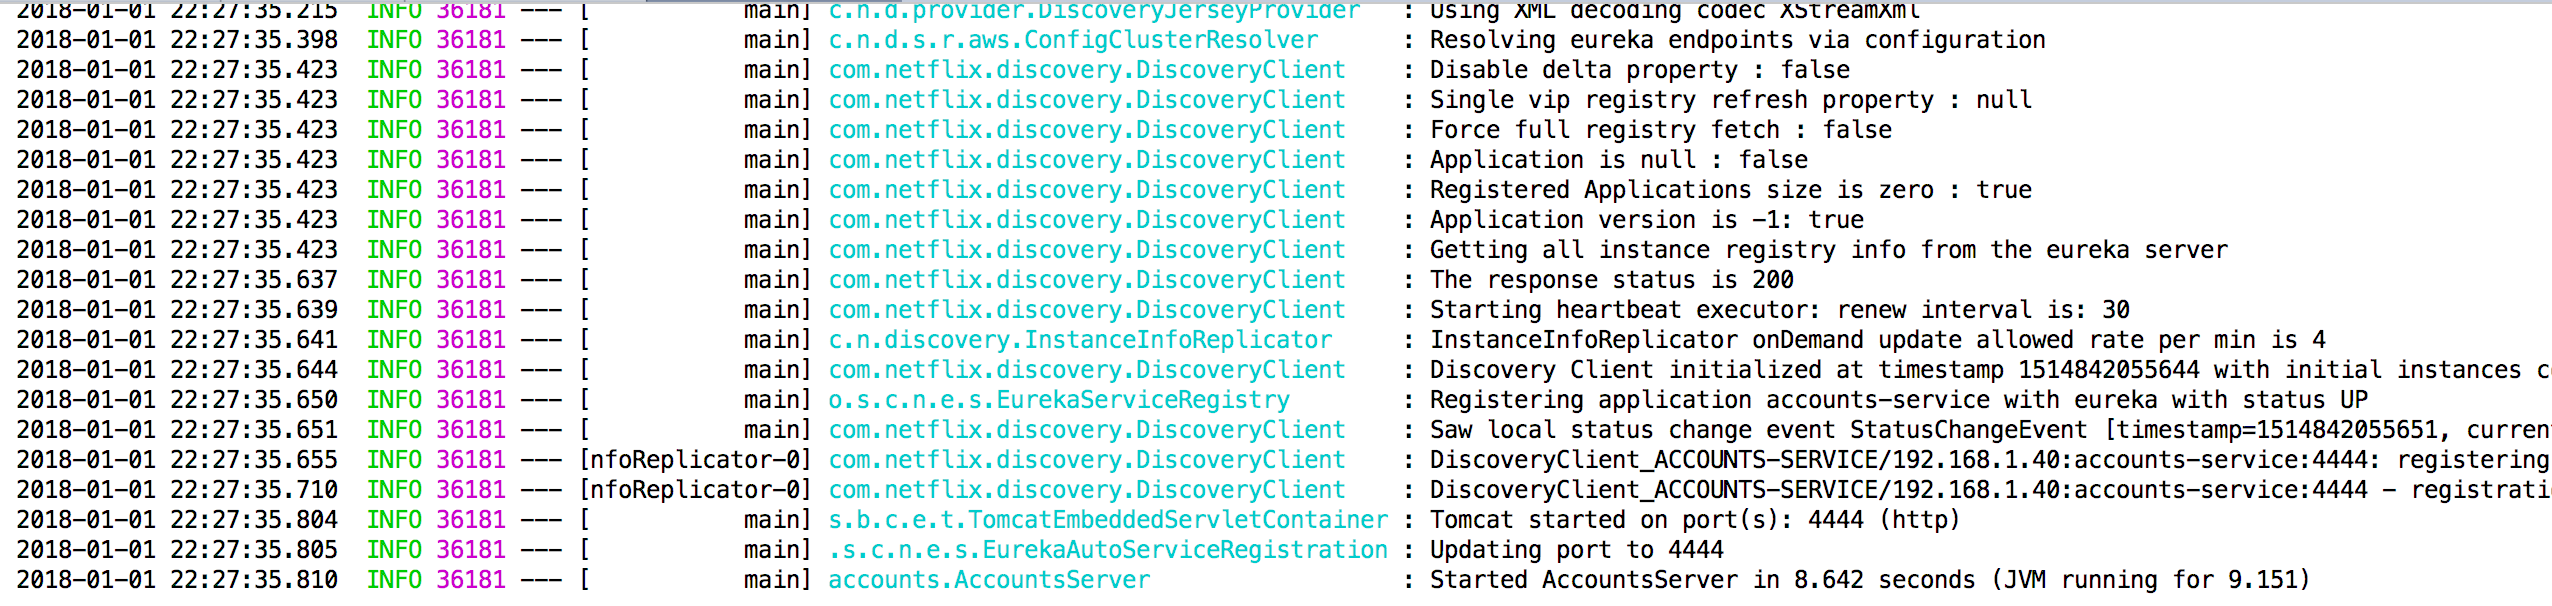 2018-01-01 22:27:35.215  INFO 36181 --- [           main] c.n.d.provider.DiscoveryJerseyProvider   : Using XML decoding codec XStreamXml
2018-01-01 22:27:35.398  INFO 36181 --- [           main] c.n.d.s.r.aws.ConfigClusterResolver      : Resolving eureka endpoints via configuration
2018-01-01 22:27:35.423  INFO 36181 --- [           main] com.netflix.discovery.DiscoveryClient    : Disable delta property : false
2018-01-01 22:27:35.423  INFO 36181 --- [           main] com.netflix.discovery.DiscoveryClient    : Single vip registry refresh property : null
2018-01-01 22:27:35.423  INFO 36181 --- [           main] com.netflix.discovery.DiscoveryClient    : Force full registry fetch : false
2018-01-01 22:27:35.423  INFO 36181 --- [           main] com.netflix.discovery.DiscoveryClient    : Application is null : false
2018-01-01 22:27:35.423  INFO 36181 --- [           main] com.netflix.discovery.DiscoveryClient    : Registered Applications size is zero : true
2018-01-01 22:27:35.423  INFO 36181 --- [           main] com.netflix.discovery.DiscoveryClient    : Application version is -1: true
2018-01-01 22:27:35.423  INFO 36181 --- [           main] com.netflix.discovery.DiscoveryClient    : Getting all instance registry info from the eureka server
2018-01-01 22:27:35.637  INFO 36181 --- [           main] com.netflix.discovery.DiscoveryClient    : The response status is 200
2018-01-01 22:27:35.639  INFO 36181 --- [           main] com.netflix.discovery.DiscoveryClient    : Starting heartbeat executor: renew interval is: 30
2018-01-01 22:27:35.641  INFO 36181 --- [           main] c.n.discovery.InstanceInfoReplicator     : InstanceInfoReplicator onDemand update allowed rate per min is 4
2018-01-01 22:27:35.644  INFO 36181 --- [           main] com.netflix.discovery.DiscoveryClient    : Discovery Client initialized at timestamp 1514842055644 with initial instances
2018-01-01 22:27:35.650  INFO 36181 --- [           main] o.s.c.n.e.s.EurekaServiceRegistry        : Registering application accounts-service with eureka with status UP
2018-01-01 22:27:35.651  INFO 36181 --- [           main] com.netflix.discovery.DiscoveryClient    : Saw local status change event StatusChangeEvent [timestamp=1514842055651, curren
2018-01-01 22:27:35.655  INFO 36181 --- [nfoReplicator-0] com.netflix.discovery.DiscoveryClient    : DiscoveryClient_ACCOUNTS-SERVICE/192.168.1.40:accounts-service:4444: registering
2018-01-01 22:27:35.710  INFO 36181 --- [nfoReplicator-0] com.netflix.discovery.DiscoveryClient    : DiscoveryClient_ACCOUNTS-SERVICE/192.168.1.40:accounts-service:4444 - registrati
2018-01-01 22:27:35.804  INFO 36181 --- [           main] s.b.c.e.t.TomcatEmbeddedServletContainer : Tomcat started on port(s): 4444 (http)
2018-01-01 22:27:35.805  INFO 36181 --- [           main] .s.c.n.e.s.EurekaAutoServiceRegistration : Updating port to 4444
2018-01-01 22:27:35.810  INFO 36181 --- [           main] accounts.AccountsServer                  : Started AccountsServer in 8.642 seconds (JVM running for 9.151)